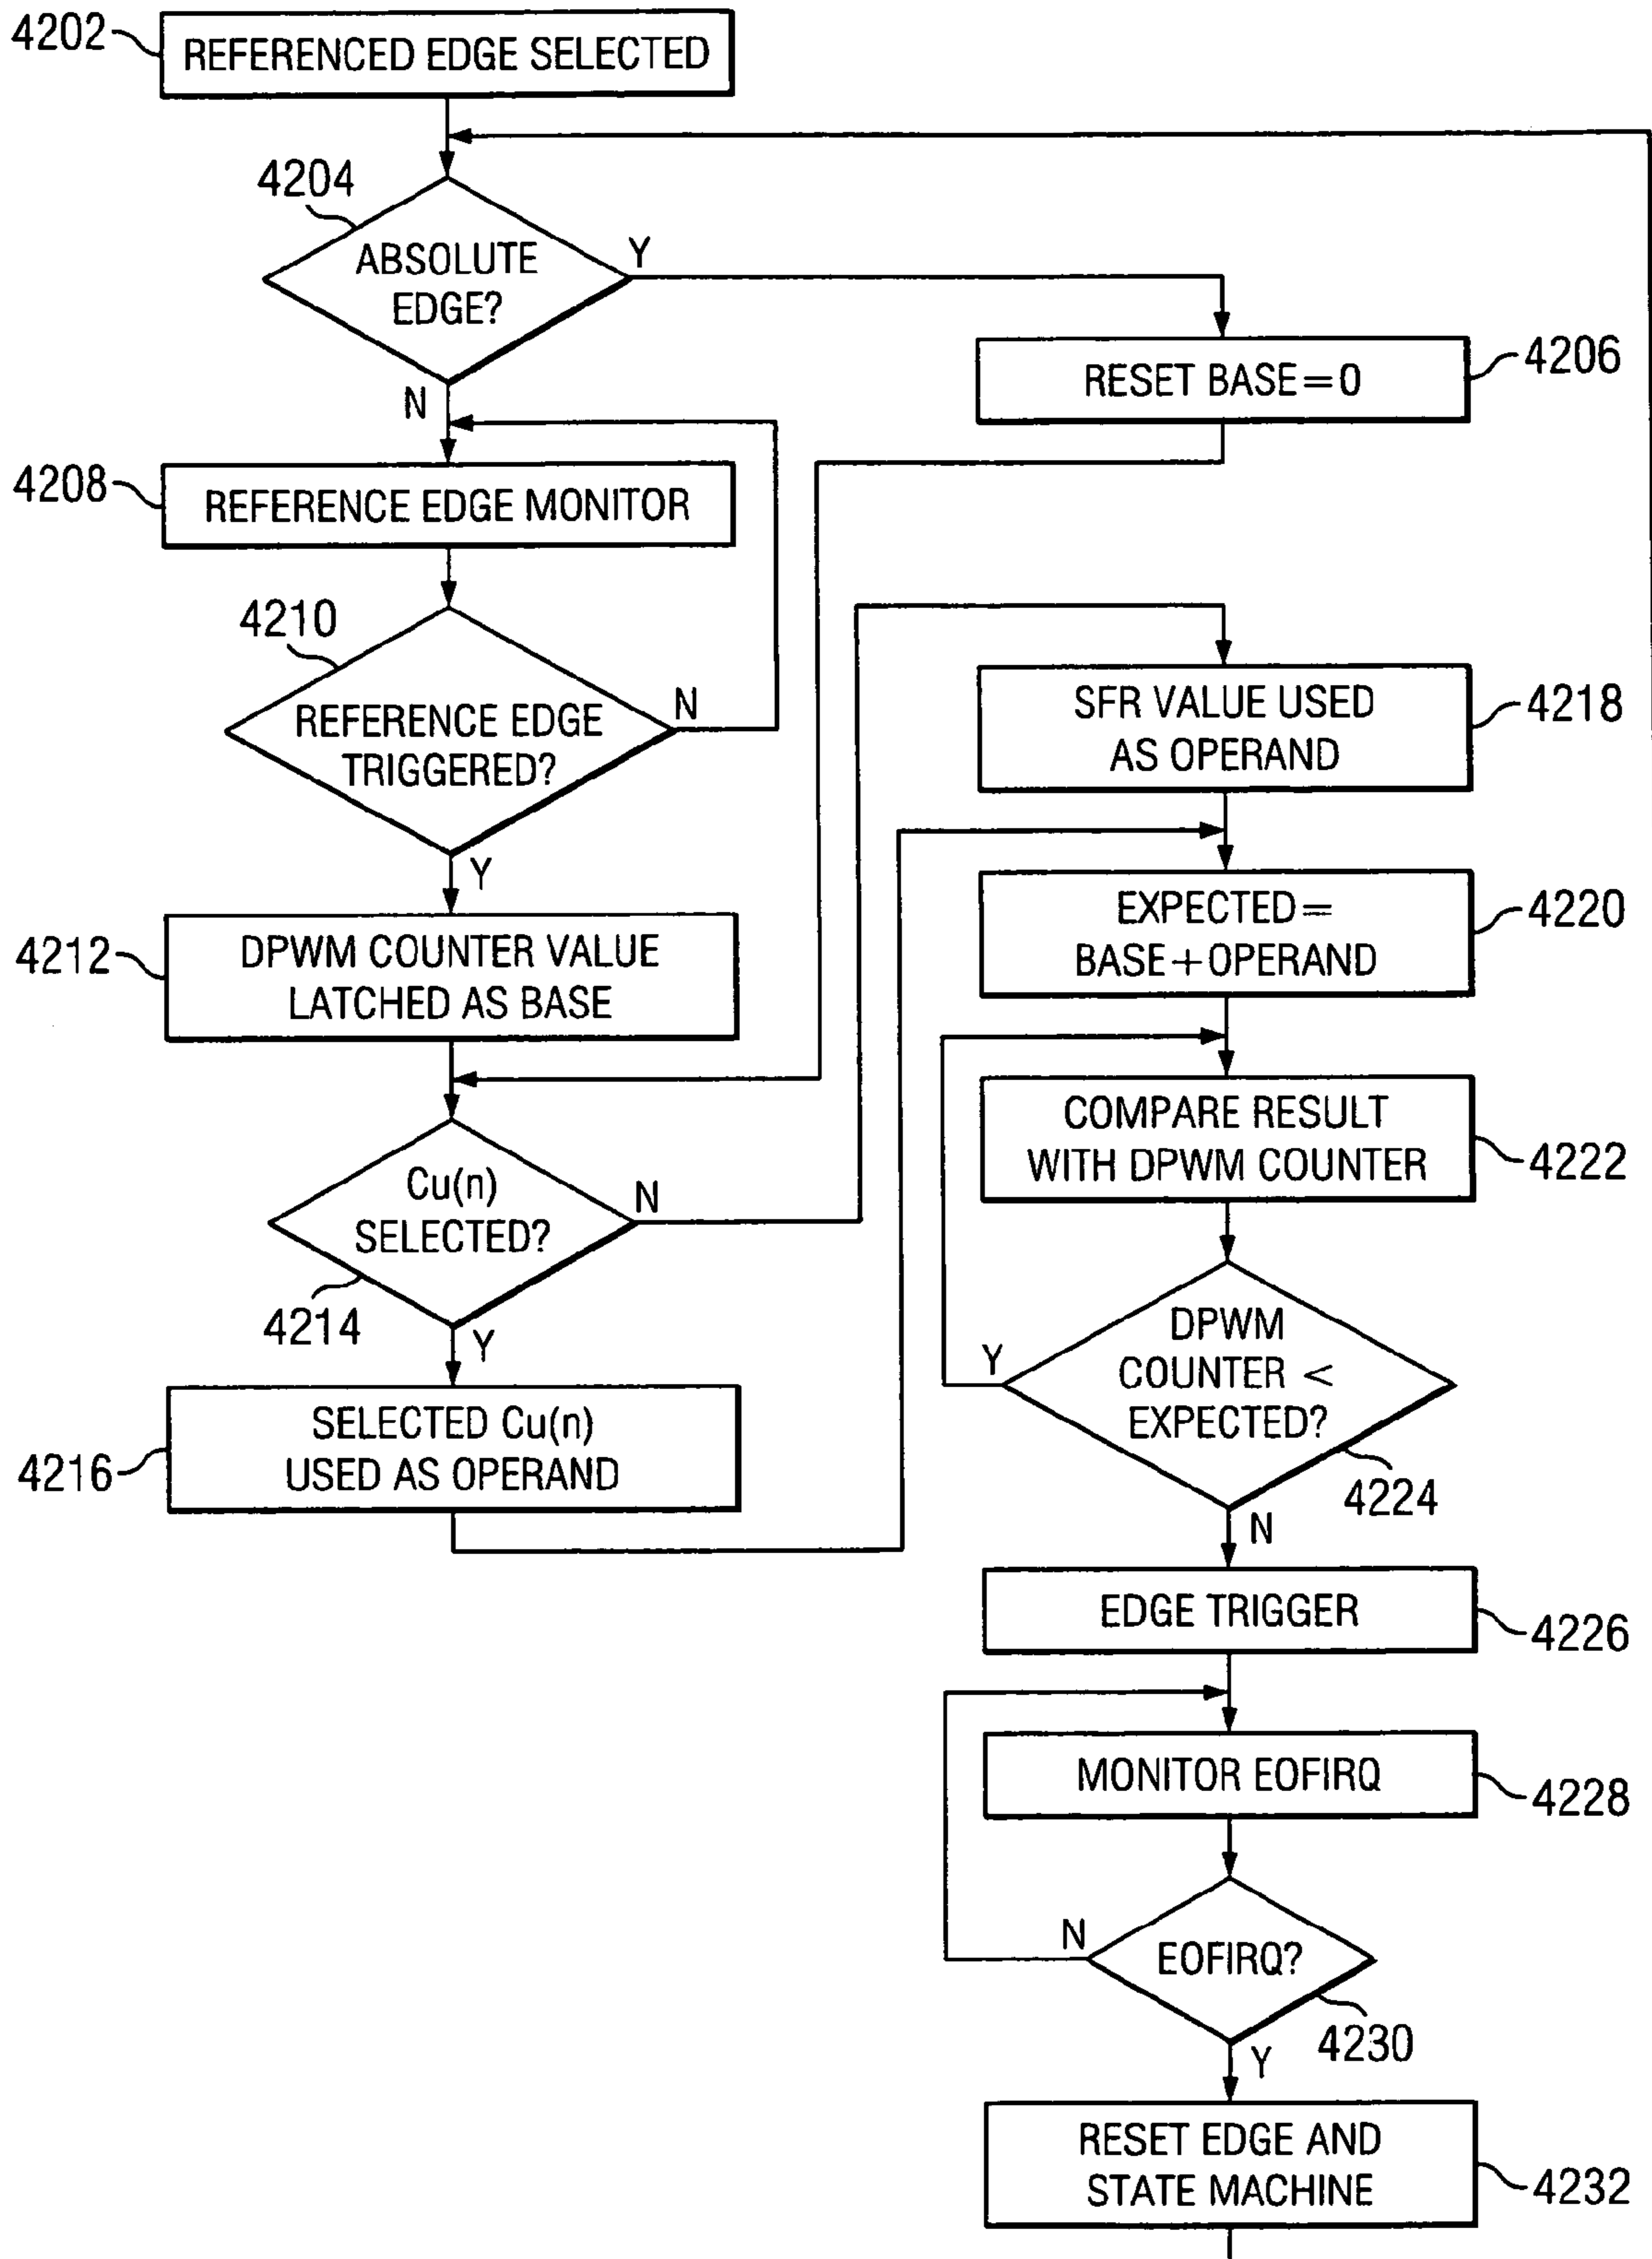 4202
REFERENCED EDGE SELECTED
4204
ABSOLUTE
EDGE?
Y
N
RESET BASE=0
4206
4208
REFERENCE EDGE MONITOR
4210
REFERENCE EDGE
TRIGGERED?
N
Y
4212
DPWM COUNTER VALUE
LATCHED AS BASE
Cu(n)
SELECTED?
N
4214
Y
4216
SELECTED Cu(n)
USED AS OPERAND
SFR VALUE USED
AS OPERAND
4218
EXPECTED=
BASE+OPERAND
4220
COMPARE RESULT
WITH DPWM COUNTER
4222
DPWM
COUNTER <
EXPECTED?
Y
4224
N
EDGE TRIGGER
4226
MONITOR EOFIRQ
4228
N
EOFIRQ?
4230
Y
RESET EDGE AND
STATE MACHINE
4232